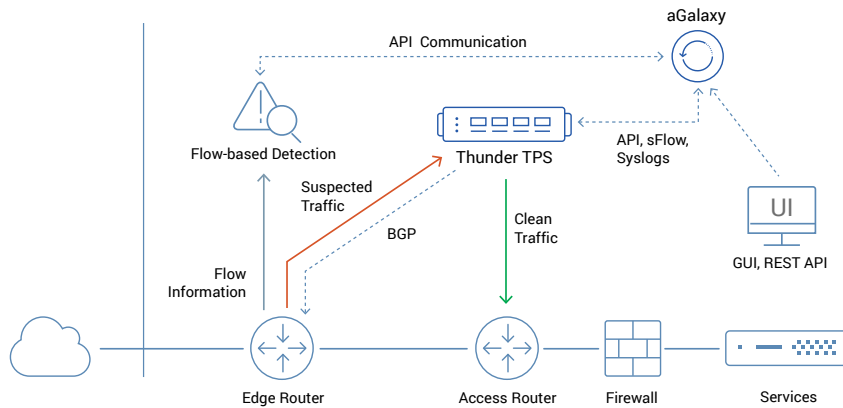 aGalaxy
API Communication
Flow-based Detection
Thunder TPS
API, sFlow,
Syslogs
Suspected
Traffic
BGP
Clean
Traffic
UI
GUI, REST API
Flow
Information
Edge Router
Access Router
Firewall
Services